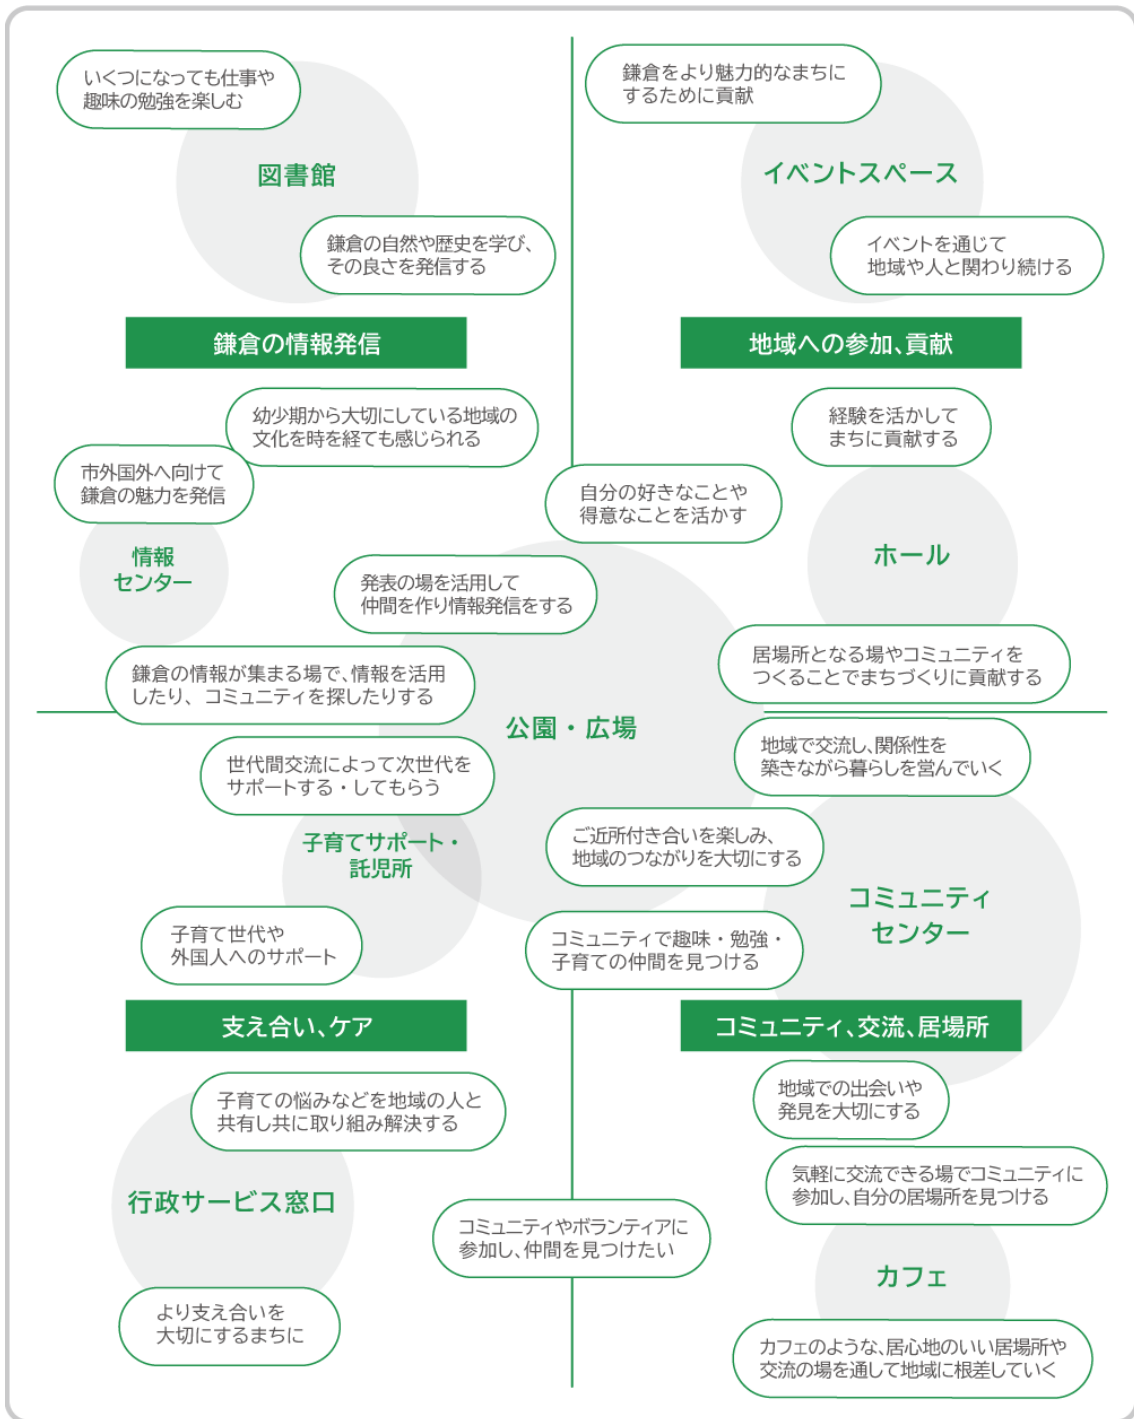 いくつになっても仕事や
趣味の勉強を楽しむ
図書館
鎌倉の自然や歴史を学び、
その良さを発信する
鎌倉の情報発信
幼少期から大切にしている地域の
文化を時を経ても感じられる
市外国外へ向けて
鎌倉の魅力を発信
情報
センター
発表の場を活用して
仲間を作り情報発信をする
鎌倉の情報が集まる場で、情報を活用
したり、コミュニティを探したりする
鎌倉をより魅力的なまちに
するために貢献
イベントスペース
イベントを通じて
地域や人と関わり続ける
地域への参加、貢献
経験を活かして
まちに貢献する
自分の好きなことや
得意なことを活かす
ホール
居場所となる場やコミュニティを
つくることでまちづくりに貢献する
公園・広場
世代間交流によって次世代を
サポートする・してもらう
子育てサポート・
託児所
子育て世代や
外国人へのサポート
支え合い、ケア
子育ての悩みなどを地域の人と
共有し共に取り組み解決する
行政サービス窓口
コミュニティやボランティアに
参加し、仲間を見つけたい
より支え合いを
大切にするまちに
地域で交流し、関係性を
築きながら暮らしを営んでいく
ご近所付き合いを楽しみ、
地域のつながりを大切にする
コミュニティ
センター
コミュニティで趣味・勉強・
子育ての仲間を見つける
コミュニティ、交流、居場所
地域での出会いや
発見を大切にする
気軽に交流できる場でコミュニティに
参加し、自分の居場所を見つける
カフェ
カフェのような、居心地のいい居場所や
交流の場を通して地域に根差していく